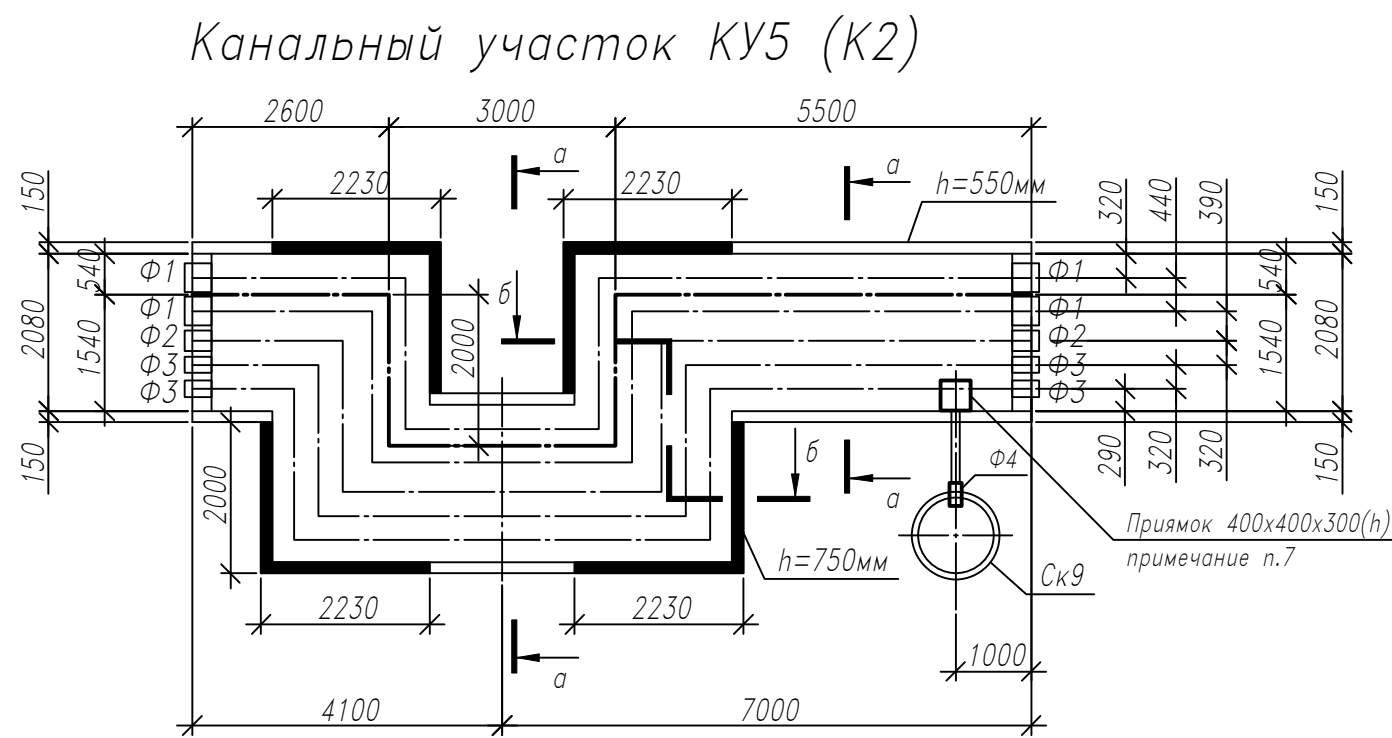 Канальный участок КУ5 (К2)
2600
3000
5500
2230
2230
а
а
h=550мм
150
2080
150
540
1540
Ф1
Ф1
Ф2
Ф3
Ф3
2000
2000
б
б
320
440
390
150
Ф1
Ф1
Ф2
Ф3
Ф3
540
1540
2080
290
320
320
150
Ф4
а
Приямок 400х400х300(h)
примечание п.7
h=750мм
Ск9
2230
2230
а
1000
4100
7000